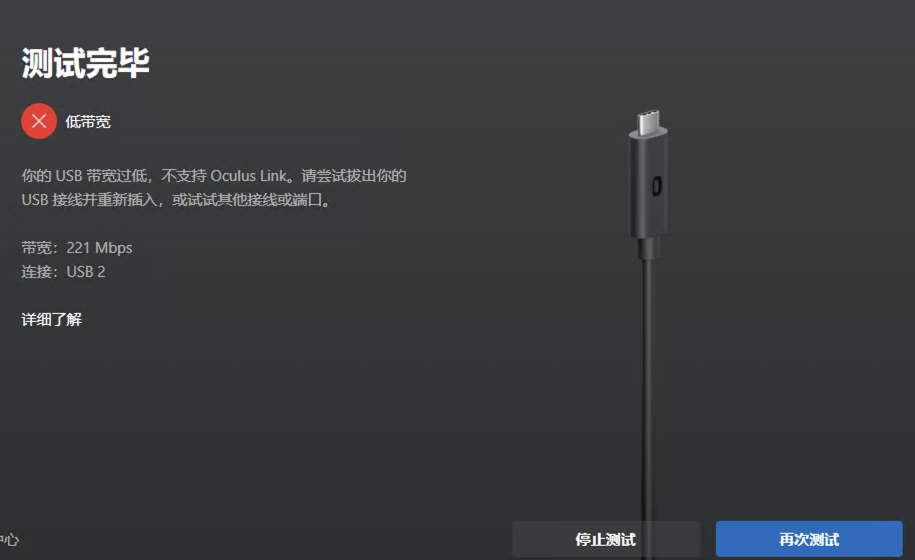 测试完毕
低带宽
你的 USB 带宽过低，不支持 Oculus Link。请尝试拔出你的
USB 接线并重新插入，或试试其他接线或端口。
带宽：221 Mbps
连接：USB 2
详细了解
心
停止测试
再次测试